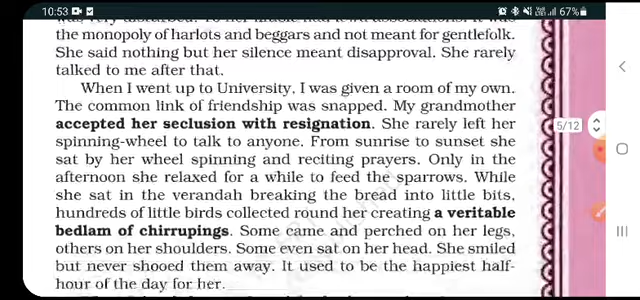 10:53
67%
the monopoly of harlots and beggars and not meant for gentlefolk.
She said nothing but her silence meant disapproval. She rarely
talked to me after that.
When I went up to University, I was given a room of my own.
The common link of friendship was snapped. My grandmother
accepted her seclusion with resignation. She rarely left her
spinning-wheel to talk to anyone. From sunrise to sunset she
sat by her wheel spinning and reciting prayers. Only in the
afternoon she relaxed for a while to feed the sparrows. While
she sat in the verandah breaking the bread into little bits,
hundreds of little birds collected round her creating a veritable
bedlam of chirrupings. Some came and perched on her legs,
others on her shoulders. Some even sat on her head. She smiled
but never shooed them away. It used to be the happiest half-
hour of the day for her.
5/12